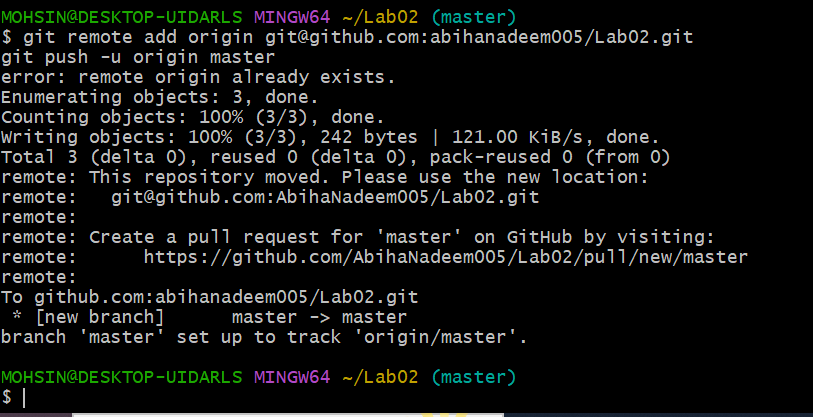 MOHSIN@DESKTOP-UIDARLS MINGW64 ~/Lab02 (master)
$ git remote add origin git@github.com:abihanadeem005/Lab02.git
git push -u origin master
error: remote origin already exists.
Enumerating objects: 3, done.
Counting objects: 100% (3/3), done.
Writing objects: 100% (3/3), 242 bytes | 121.00 KiB/s, done.
Total 3 (delta 0), reused 0 (delta 0), pack-reused 0 (from 0)
remote: This repository moved. Please use the new location:
remote:   git@github.com:AbihaNadeem005/Lab02.git
remote:
remote: Create a pull request for 'master' on GitHub by visiting:
remote:      https://github.com/AbihaNadeem005/Lab02/pull/new/master
remote:
To github.com:abihanadeem005/Lab02.git
 * [new branch]      master -> master
branch 'master' set up to track 'origin/master'.
MOHSIN@DESKTOP-UIDARLS MINGW64 ~/Lab02 (master)
$